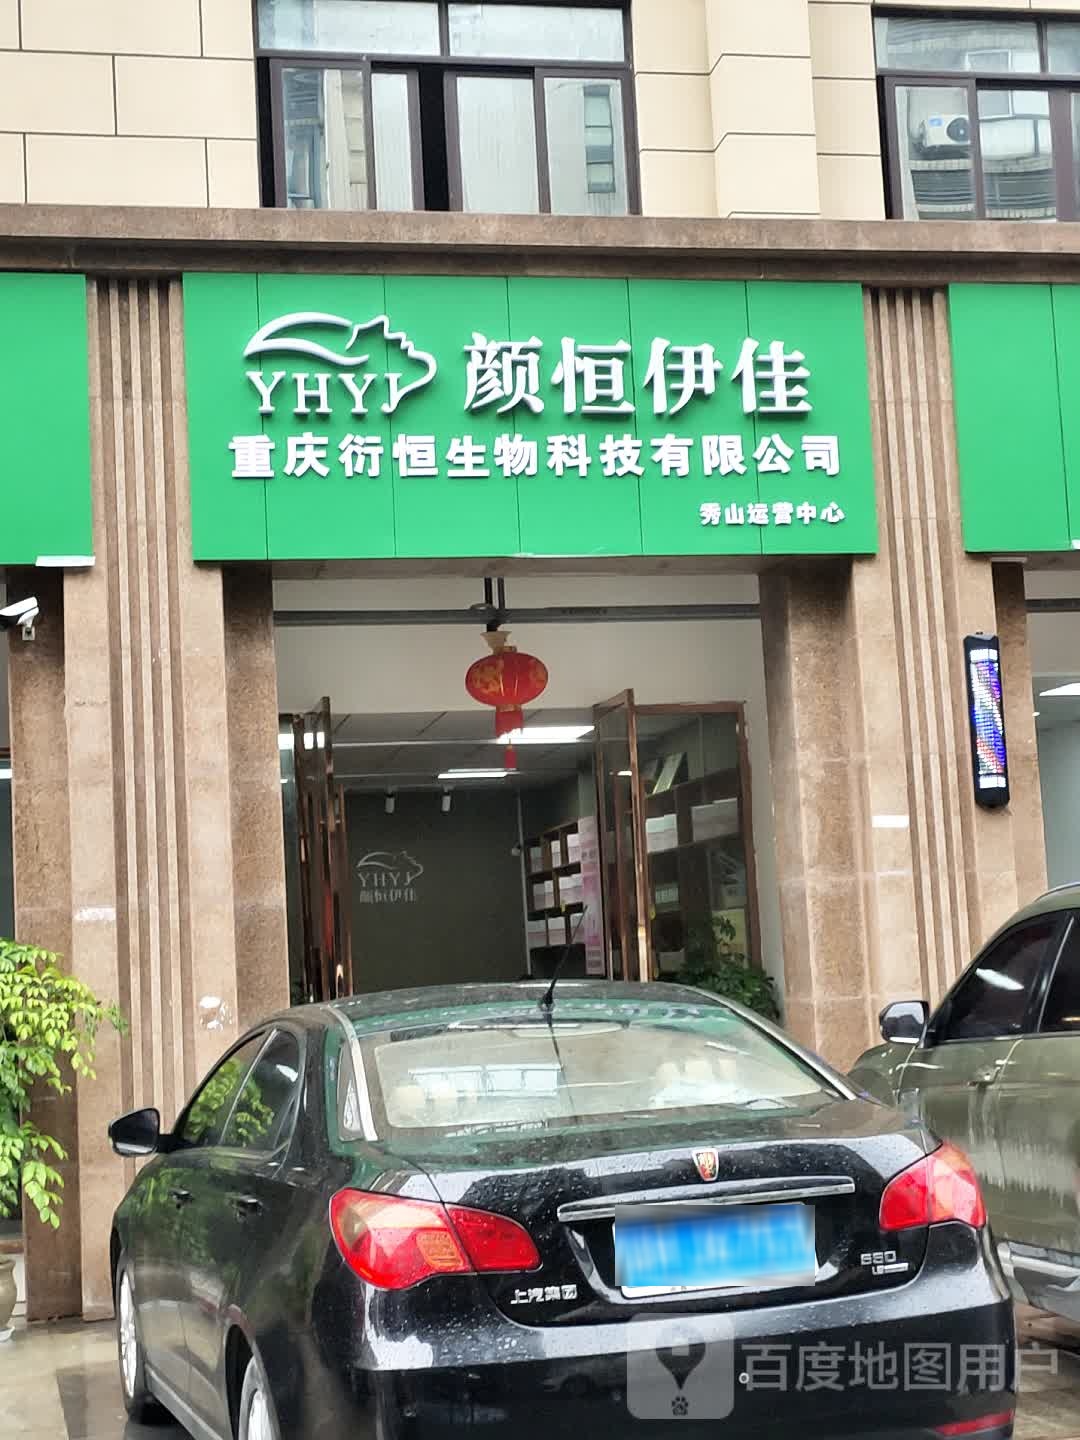 YHYJ 颜恒伊佳
重庆衍恒生物科技有限公司
秀山运营中心
YHYJ
颜恒伊佳
上汽集团
550
百度地图用户